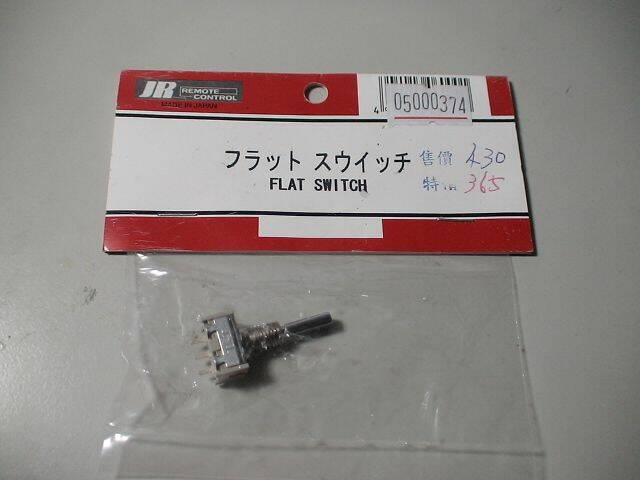 JR REMOTE CONTROL
MADE IN JAPAN
4
05000374
フラット スウイッチ
FLAT SWITCH
售價 430
特價 365